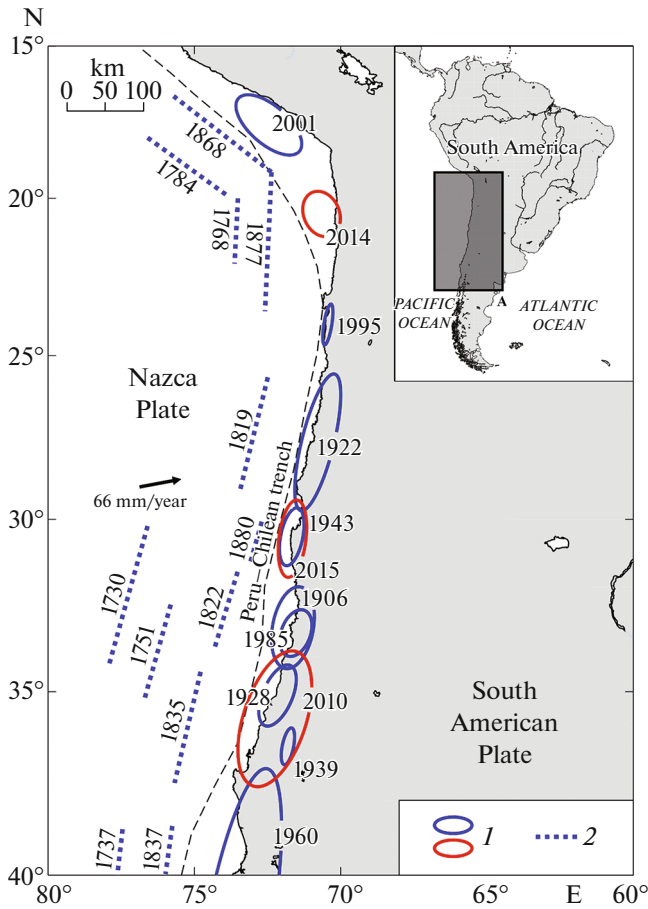 N
15°
km
0 50 100
2001
1868
1784
South America
20°
1768
1877
2014
A
PACIFIC
OCEAN
ATLANTIC
OCEAN
1995
25°
Nazca
Plate
1819
1922
66 mm/year
Peru–Chilean trench
30°
1943
1880
2015
1730
1822
1906
1751
1985
35°
1928
2010
South
American
Plate
1835
1939
1737
1837
1960
1
2
40°
80°
75°
70°
65°
E
60°